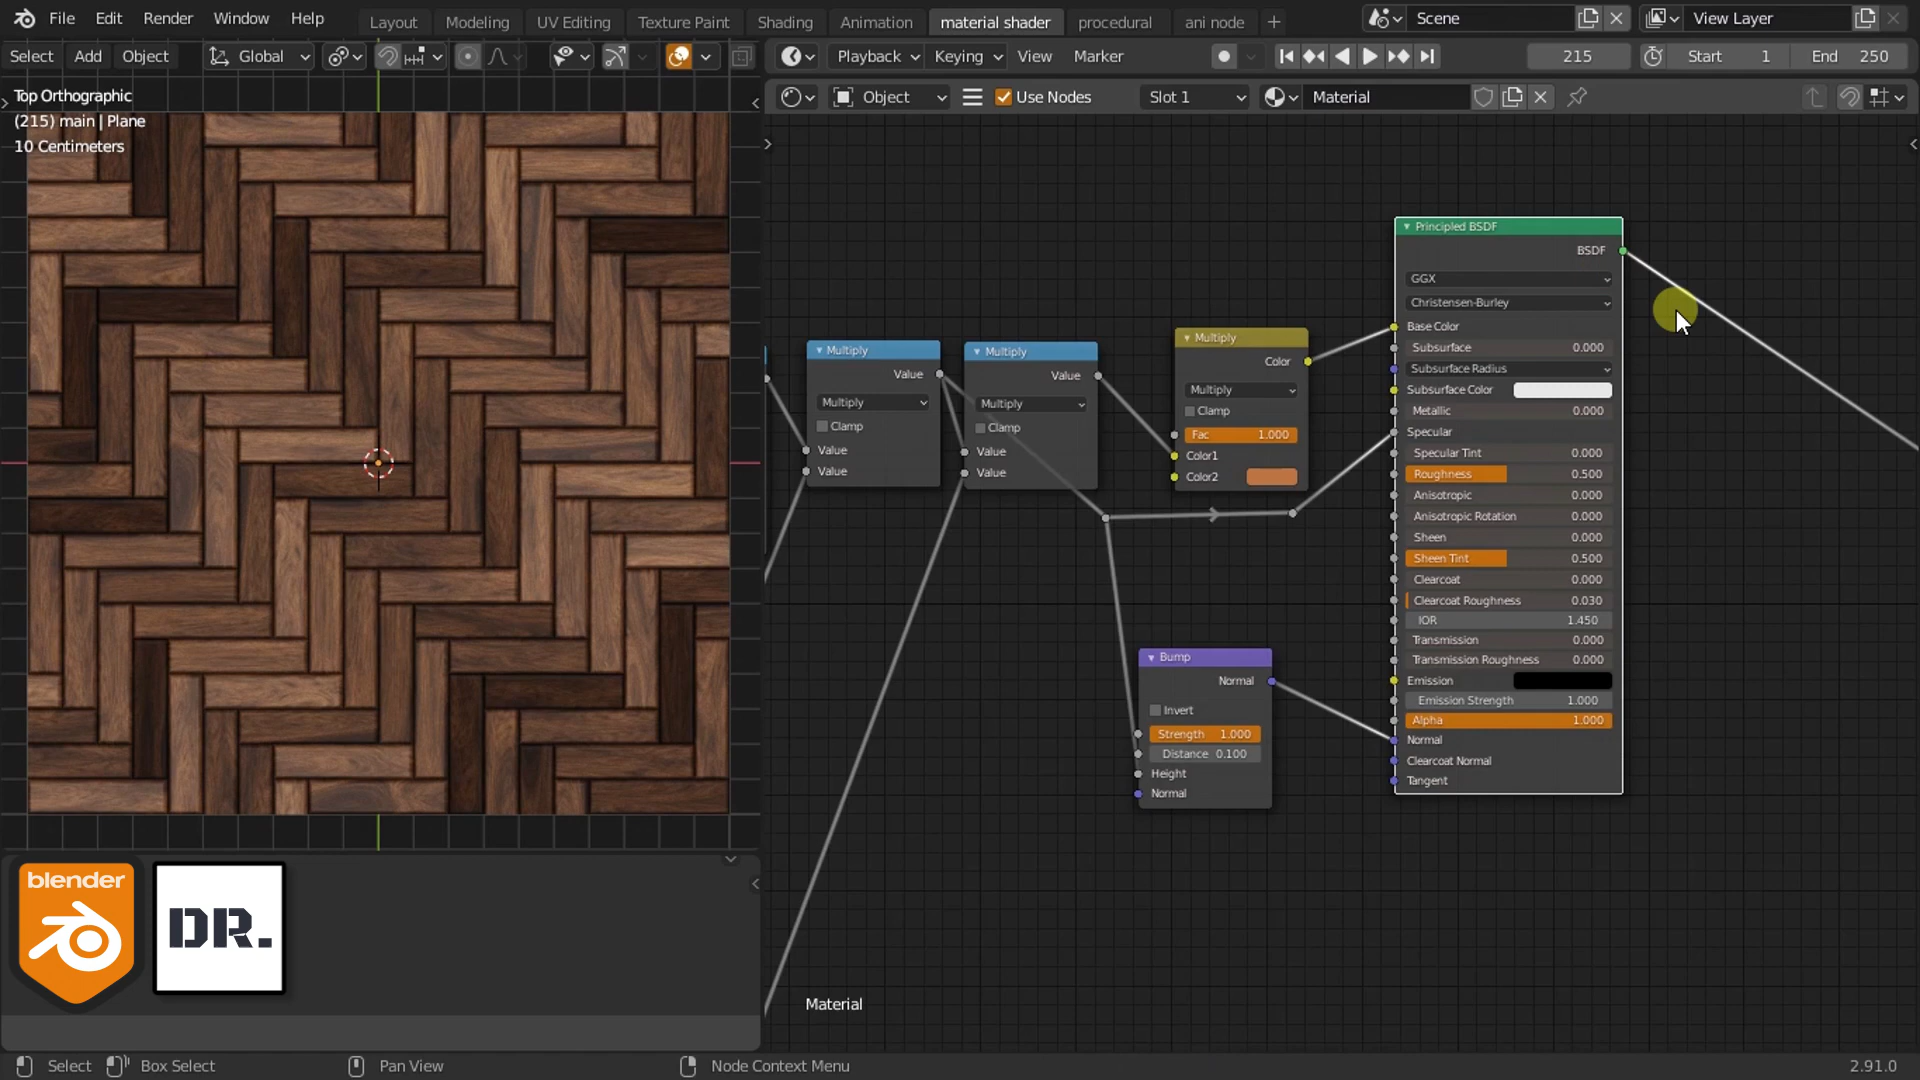 File Edit Render Window Help Layout Modeling UV Editing Texture Paint Shading Animation material shader procedural ani node + Scene View Layer
Select Add Object Global Playback Keying View Marker 215 Start 1 End 250
Object Use Nodes Slot 1 Material
Top Orthographic
(215) main | Plane
10 Centimeters
Multiply
Value
Multiply
Clamp
Value
Value
Multiply
Value
Multiply
Clamp
Value
Value
Multiply
Color
Multiply
Clamp
Fac 1.000
Color1
Color2
Bump
Normal
Invert
Strength 1.000
Distance 0.100
Height
Normal
Principled BSDF
BSDF
GGX
Christensen-Burley
Base Color
Subsurface 0.000
Subsurface Radius
Subsurface Color
Metallic 0.000
Specular
Specular Tint 0.000
Roughness 0.500
Anisotropic 0.000
Anisotropic Rotation 0.000
Sheen 0.000
Sheen Tint 0.500
Clearcoat 0.000
Clearcoat Roughness 0.030
IOR 1.450
Transmission 0.000
Transmission Roughness 0.000
Emission
Emission Strength 1.000
Alpha 1.000
Normal
Clearcoat Normal
Tangent
blender
DR.
Material
Select Box Select Pan View Node Context Menu 2.91.0